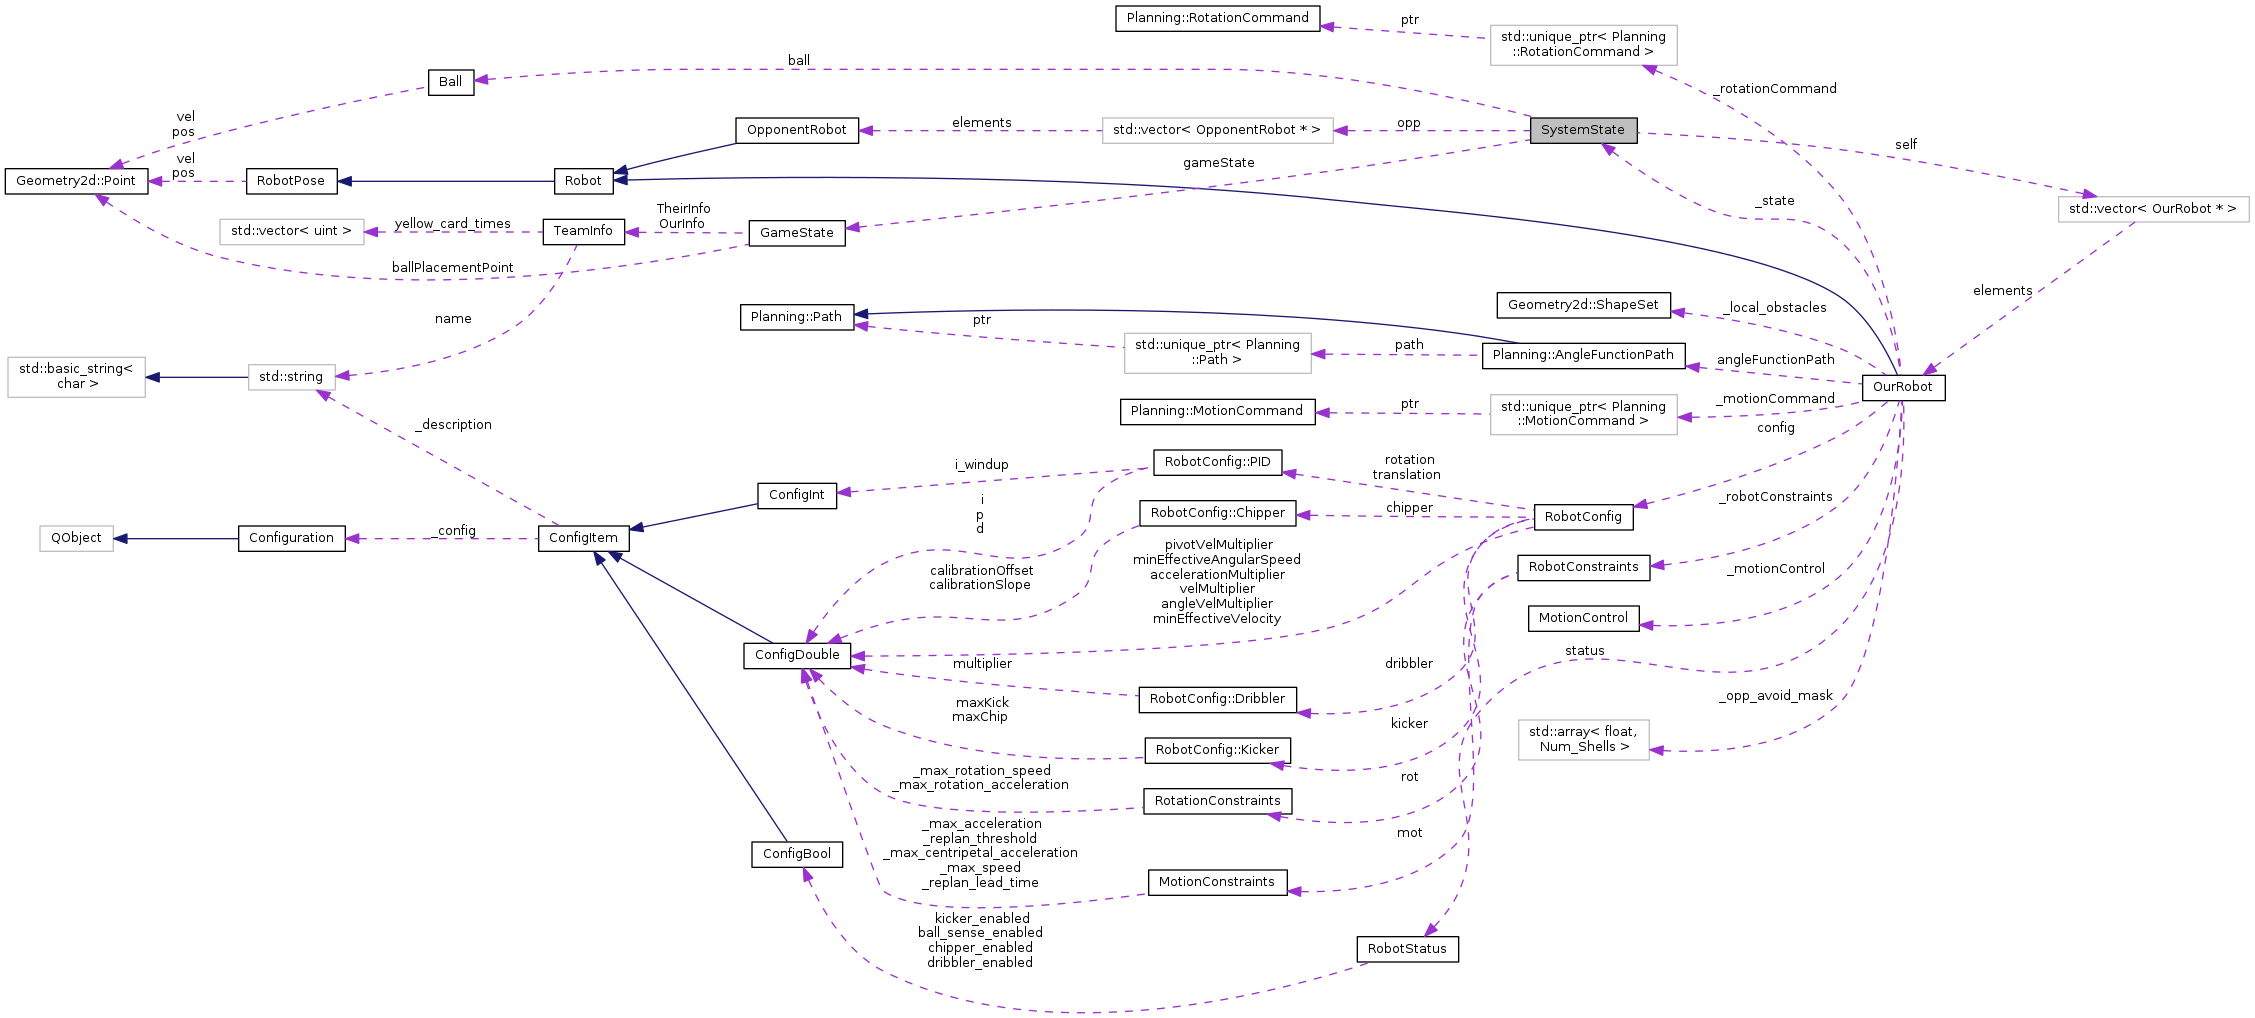 Planning::RotationCommand
ptr
std::unique_ptr< Planning
::RotationCommand >
ball
Ball
_rotationCommand
vel
pos
OpponentRobot
elements
std::vector< OpponentRobot * >
opp
SystemState
self
vel
pos
gameState
Geometry2d::Point
RobotPose
Robot
_state
std::vector< OurRobot * >
TheirInfo
OurInfo
std::vector< uint >
yellow_card_times
TeamInfo
GameState
ballPlacementPoint
elements
Geometry2d::ShapeSet
_local_obstacles
Planning::Path
ptr
name
std::unique_ptr< Planning
::Path >
path
Planning::AngleFunctionPath
angleFunctionPath
std::basic_string<
char >
std::string
OurRobot
_motionCommand
Planning::MotionCommand
ptr
std::unique_ptr< Planning
::MotionCommand >
_description
config
i_windup
RobotConfig::PID
rotation
translation
ConfigInt
i
p
d
_robotConstraints
RobotConfig::Chipper
chipper
RobotConfig
QObject
Configuration
_config
ConfigItem
pivotVelMultiplier
minEffectiveAngularSpeed
accelerationMultiplier
velMultiplier
angleVelMultiplier
minEffectiveVelocity
calibrationOffset
calibrationSlope
RobotConstraints
_motionControl
MotionControl
ConfigDouble
multiplier
dribbler
status
RobotConfig::Dribbler
_opp_avoid_mask
maxKick
maxChip
kicker
std::array< float,
Num_Shells >
RobotConfig::Kicker
_max_rotation_speed
_max_rotation_acceleration
rot
RotationConstraints
_max_acceleration
_replan_threshold
_max_centripetal_acceleration
_max_speed
_replan_lead_time
mot
ConfigBool
MotionConstraints
kicker_enabled
ball_sense_enabled
chipper_enabled
dribbler_enabled
RobotStatus